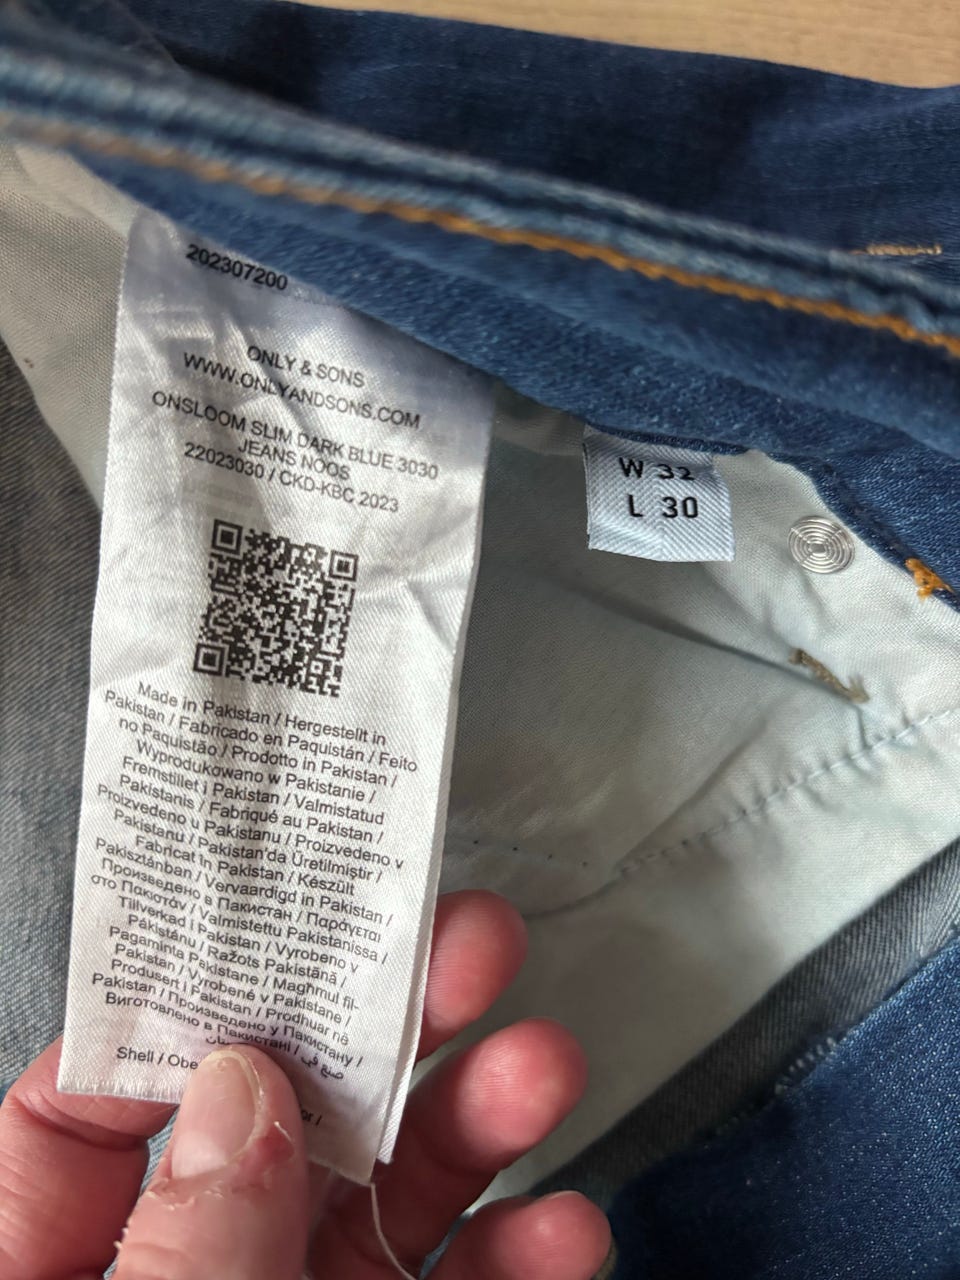 202307200
ONLY & SONS
WWW.ONLYANDSONS.COM
ONSLOOM SLIM DARK BLUE 3030
JEANS NOOS
22023030 / CKD-KBC 2023
Made in Pakistan / Hergestellt in
Pakistan / Fabricado en Paquistán / Feito
no Paquistão / Prodotto in Pakistan /
Wyprodukowano w Pakistanie /
Fremstillet i Pakistan / Valmistatud
Pakistanis / Fabriqué au Pakistan /
Proizvedeno u Pakistanu / Proizvedeno v
Pakistanu / Pakistan'da Üretilmiştir /
Fabricat în Pakistan / Készült
Pakisztánban / Vervaardigd in Pakistan /
Произведено в Пакистан / Παράγεται
στο Πακιστάν / Valmistettu Pakistanissa /
Tillverkad i Pakistan / Vyrobeno v
Pákistánu / Ražots Pakistānā /
Pagaminta Pakistane / Magħmul fil-
Pakistan / Vyrobené v Pakistane /
Produsert i Pakistan / Prodhuar në
Pakistan / Произведено у Пакистану /
Виготовлено в Пакистані / صنع في
Shell /
W 32
L 30